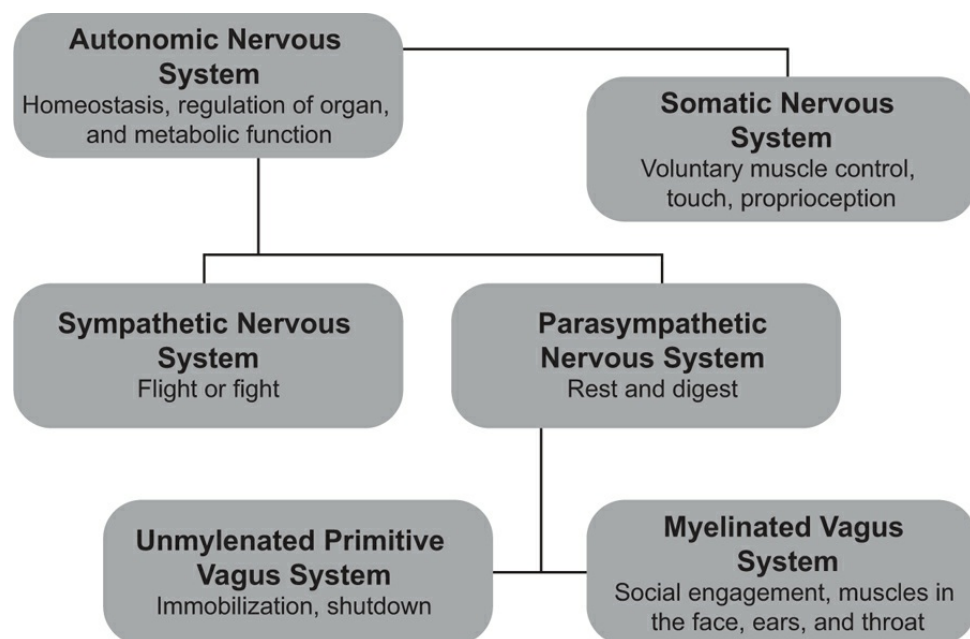 Autonomic Nervous
System
Homeostasis, regulation of organ,
and metabolic function
Somatic Nervous
System
Voluntary muscle control,
touch, proprioception
Sympathetic Nervous
System
Flight or fight
Parasympathetic
Nervous System
Rest and digest
Unmylenated Primitive
Vagus System
Immobilization, shutdown
Myelinated Vagus
System
Social engagement, muscles in
the face, ears, and throat